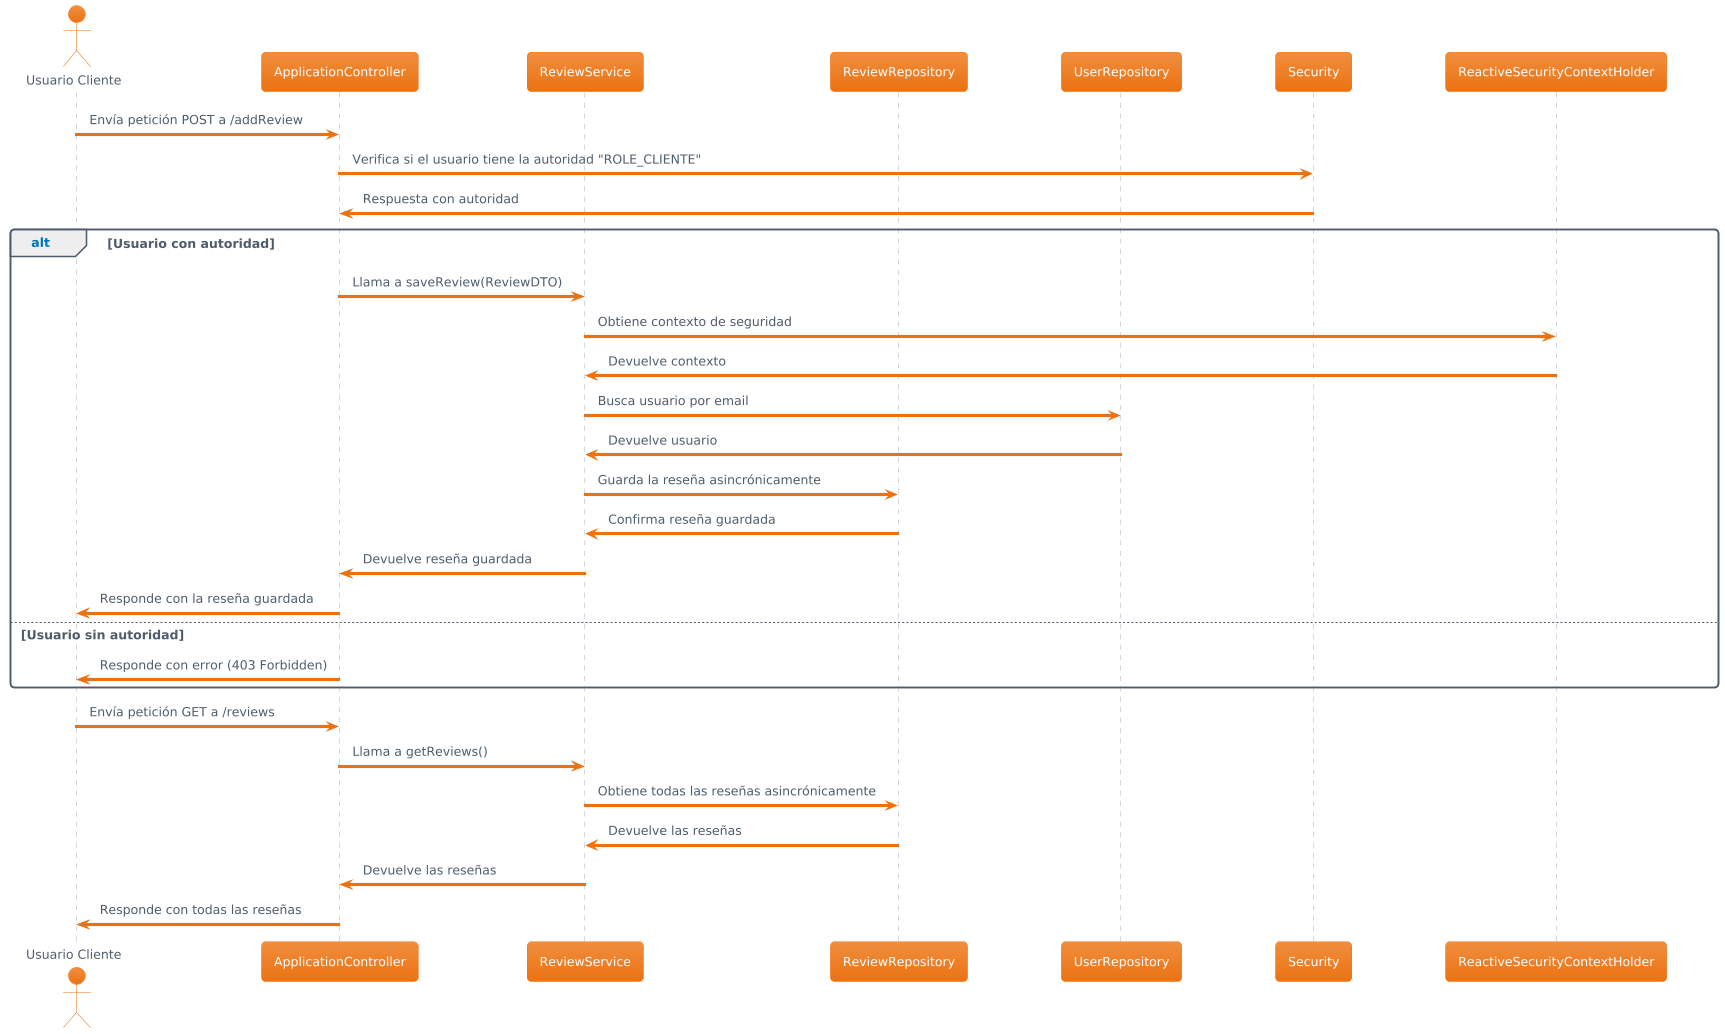 Usuario Cliente
ApplicationController
ReviewService
ReviewRepository
UserRepository
Security
ReactiveSecurityContextHolder
Envía petición POST a /addReview
Verifica si el usuario tiene la autoridad "ROLE_CLIENTE"
Respuesta con autoridad
alt
[Usuario con autoridad]
Llama a saveReview(ReviewDTO)
Obtiene contexto de seguridad
Devuelve contexto
Busca usuario por email
Devuelve usuario
Guarda la reseña asincrónicamente
Confirma reseña guardada
Devuelve reseña guardada
Responde con la reseña guardada
[Usuario sin autoridad]
Responde con error (403 Forbidden)
Envía petición GET a /reviews
Llama a getReviews()
Obtiene todas las reseñas asincrónicamente
Devuelve las reseñas
Devuelve las reseñas
Responde con todas las reseñas
Usuario Cliente
ApplicationController
ReviewService
ReviewRepository
UserRepository
Security
ReactiveSecurityContextHolder